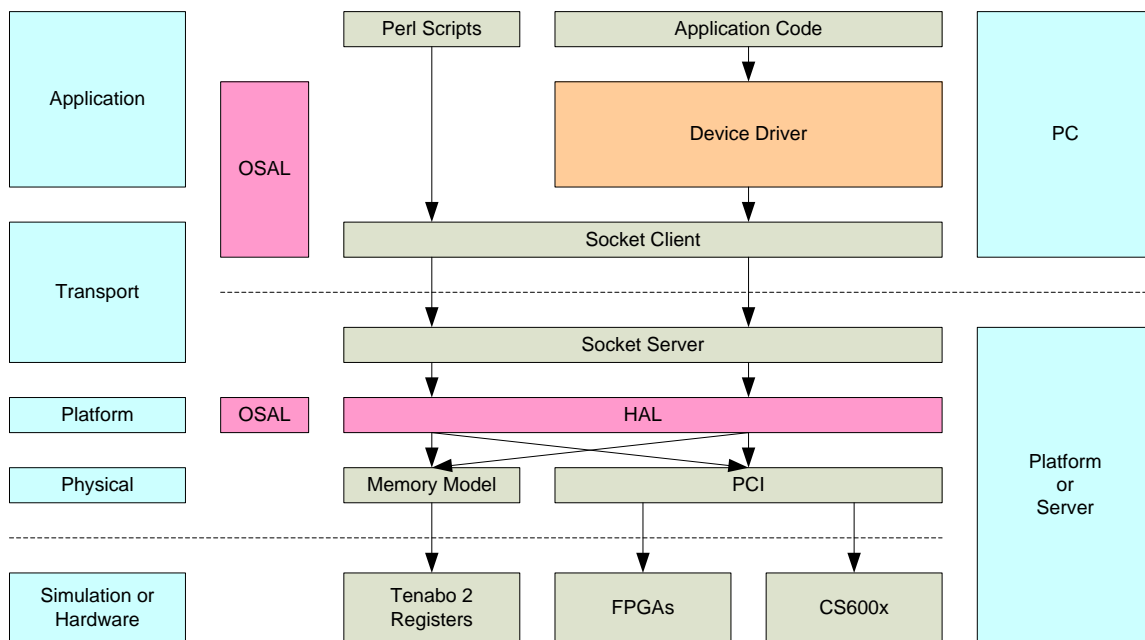 Perl Scripts
Application Code
Application
OSAL
Device Driver
PC
Socket Client
Transport
Socket Server
Platform
OSAL
HAL
Physical
Memory Model
PCI
Platform
or
Server
Simulation or
Hardware
Tenabo 2
Registers
FPGAs
CS600x